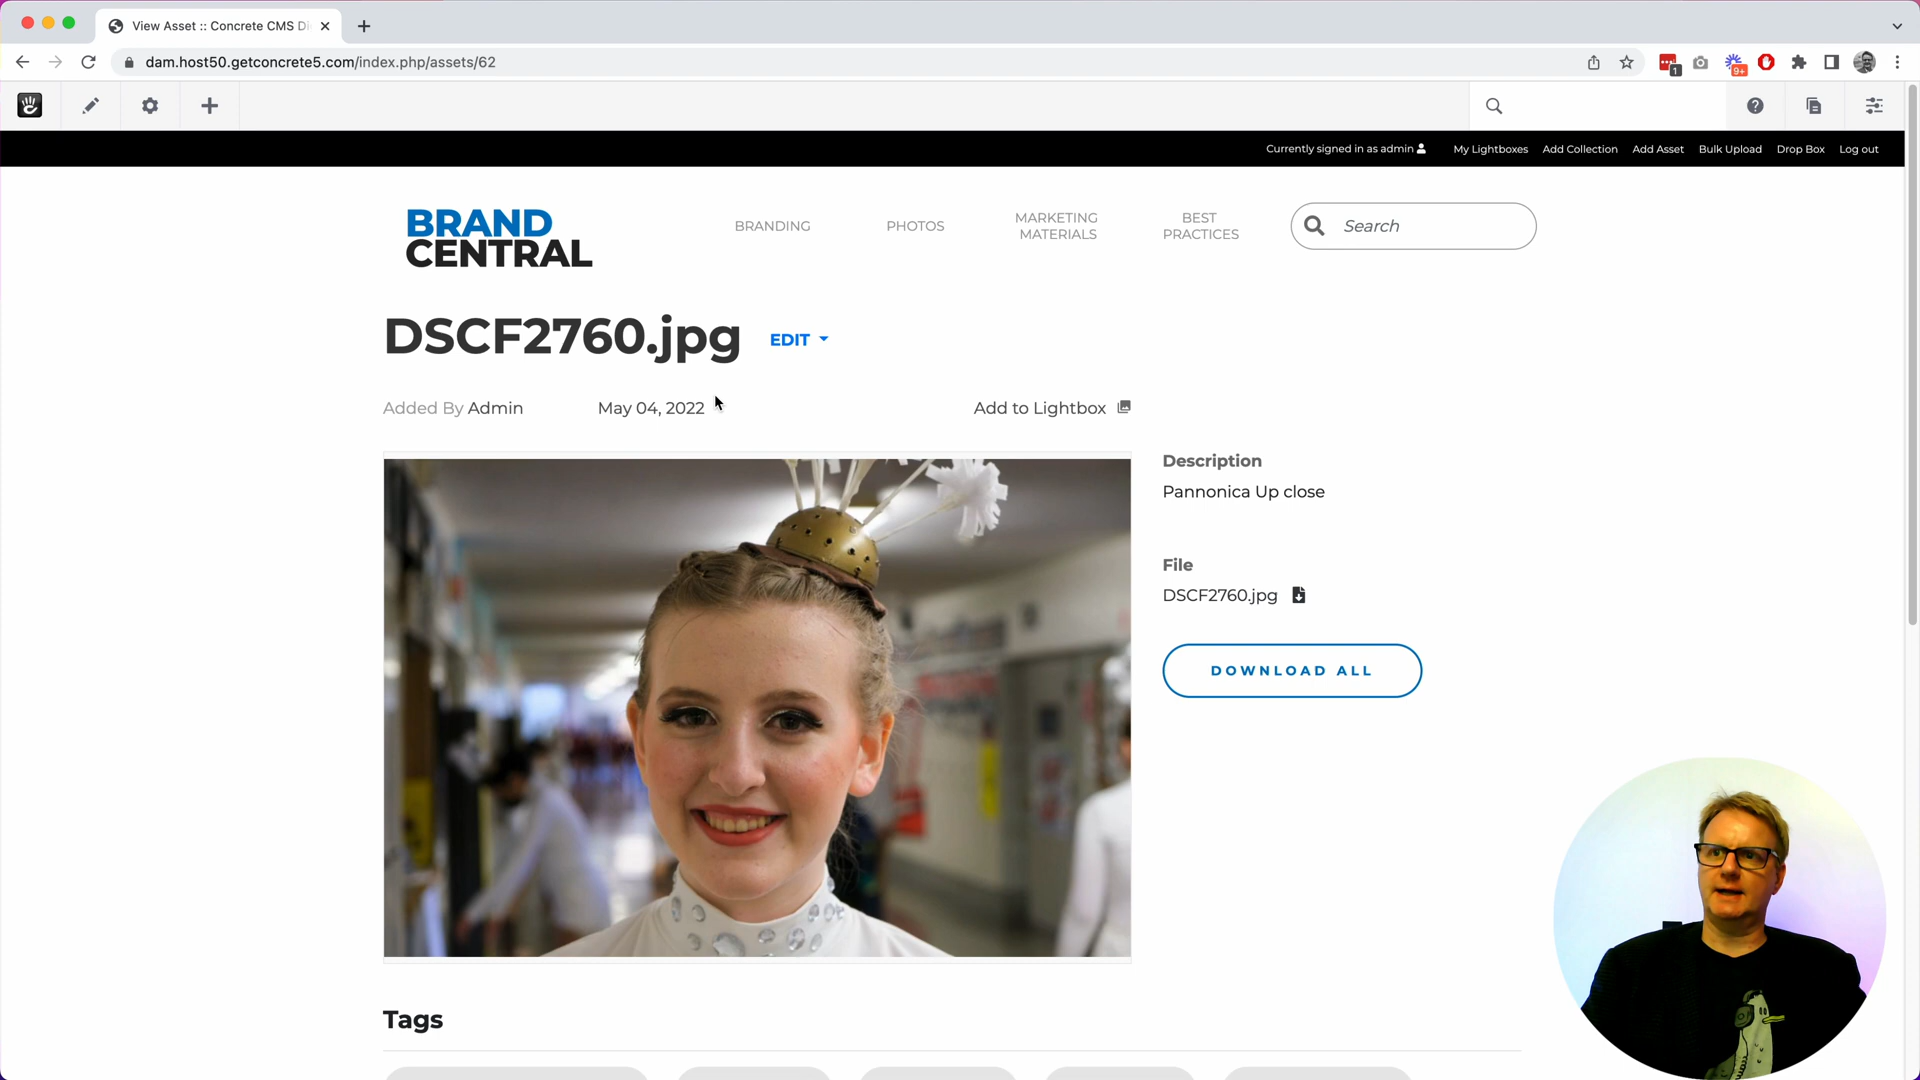 View Asset :: Concrete CMS Di
dam.host50.getconcrete5.com/index.php/assets/62
1
9+
Currently signed in as admin
My Lightboxes
Add Collection
Add Asset
Bulk Upload
Drop Box
Log out
BRAND
CENTRAL
BRANDING
PHOTOS
MARKETING
MATERIALS
BEST
PRACTICES
Search
DSCF2760.jpg
EDIT
Added By Admin
May 04, 2022
Add to Lightbox
Description
Pannonica Up close
File
DSCF2760.jpg
DOWNLOAD ALL
Tags